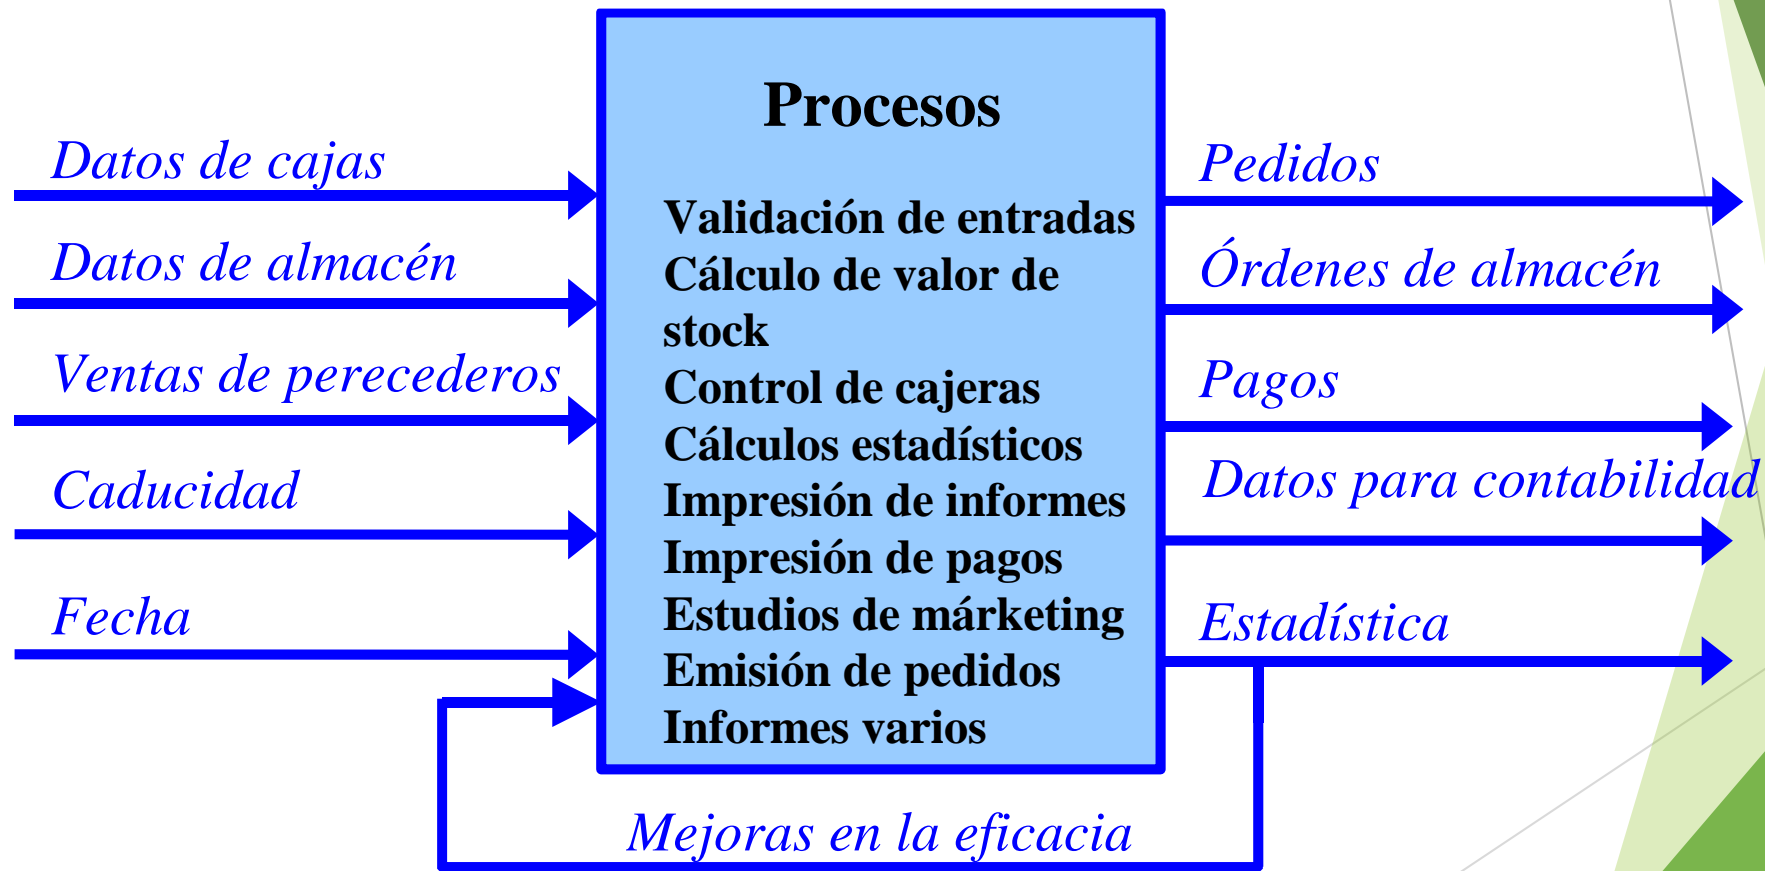 Procesos
Datos de cajas
Datos de almacén
Ventas de perecederos
Caducidad
Fecha
Validación de entradas
Cálculo de valor de
stock
Control de cajeras
Cálculos estadísticos
Impresión de informes
Impresión de pagos
Estudios de márketing
Emisión de pedidos
Informes varios
Pedidos
Órdenes de almacén
Pagos
Datos para contabilidad
Estadística
Mejoras en la eficacia